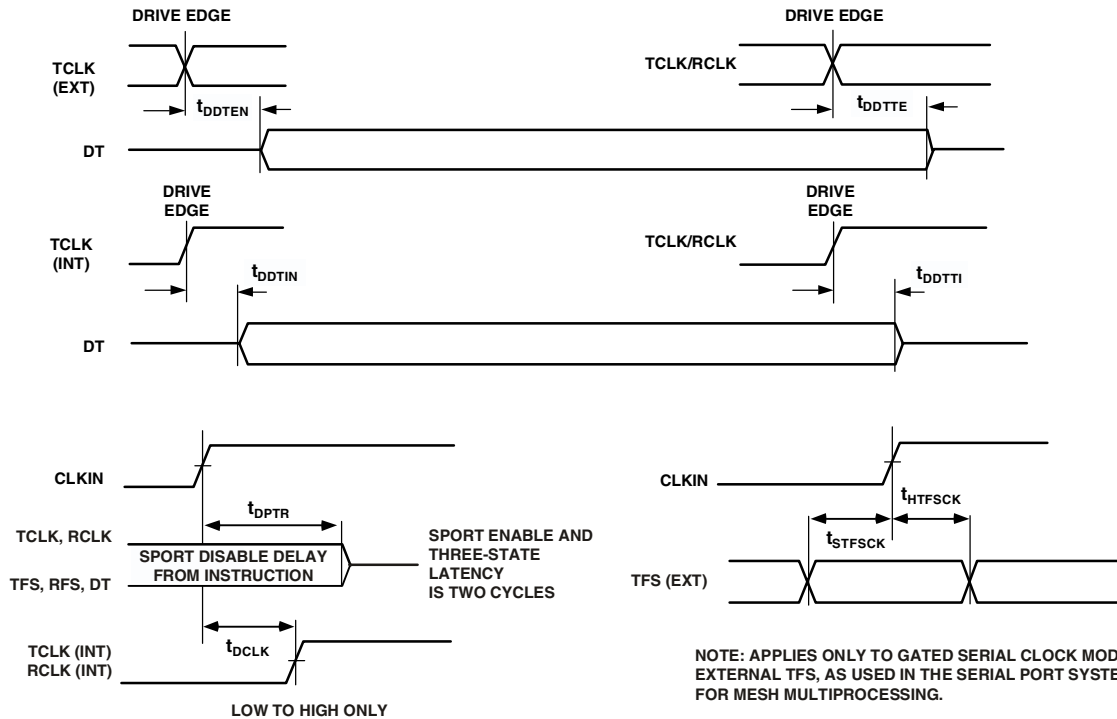 DRIVE EDGE
DRIVE EDGE
TCLK
(EXT)
TCLK/RCLK
tDDTEN
tDDTTE
DT
DRIVE
EDGE
DRIVE
EDGE
TCLK
(INT)
TCLK/RCLK
tDDTIN
tDDTTI
DT
CLKIN
CLKIN
tDPTR
tHTFSCK
tSTFSCK
TCLK, RCLK
SPORT DISABLE DELAY
FROM INSTRUCTION
TFS, RFS, DT
SPORT ENABLE AND
THREE-STATE
LATENCY
IS TWO CYCLES
TFS (EXT)
tDCLK
TCLK (INT)
RCLK (INT)
LOW TO HIGH ONLY
NOTE: APPLIES ONLY TO GATED SERIAL CLOCK MOD
EXTERNAL TFS, AS USED IN THE SERIAL PORT SYSTE
FOR MESH MULTIPROCESSING.